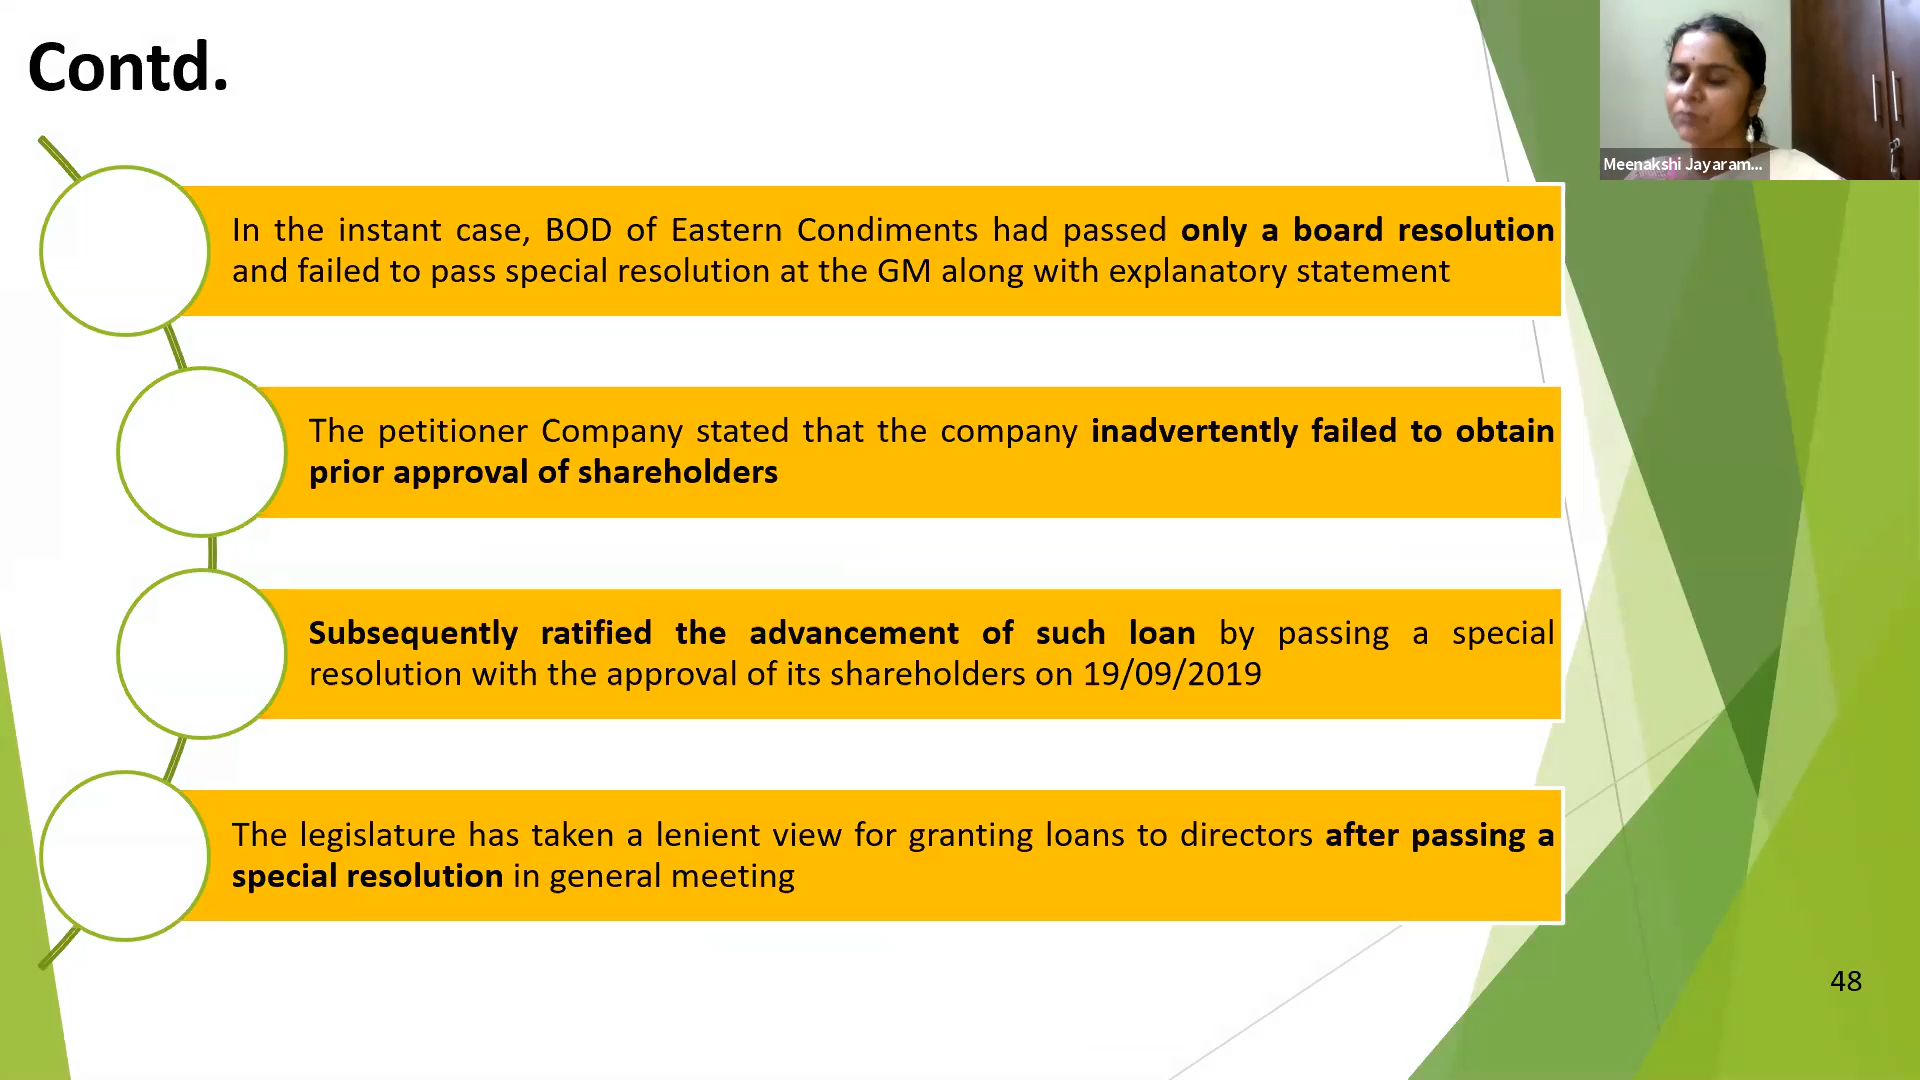 Contd.
Meenakshi Jayaram...
In the instant case, BOD of Eastern Condiments had passed only a board resolution
and failed to pass special resolution at the GM along with explanatory statement
The petitioner Company stated that the company inadvertently failed to obtain
prior approval of shareholders
Subsequently ratified the advancement of such loan by passing a special
resolution with the approval of its shareholders on 19/09/2019
The legislature has taken a lenient view for granting loans to directors after passing a
special resolution in general meeting
48